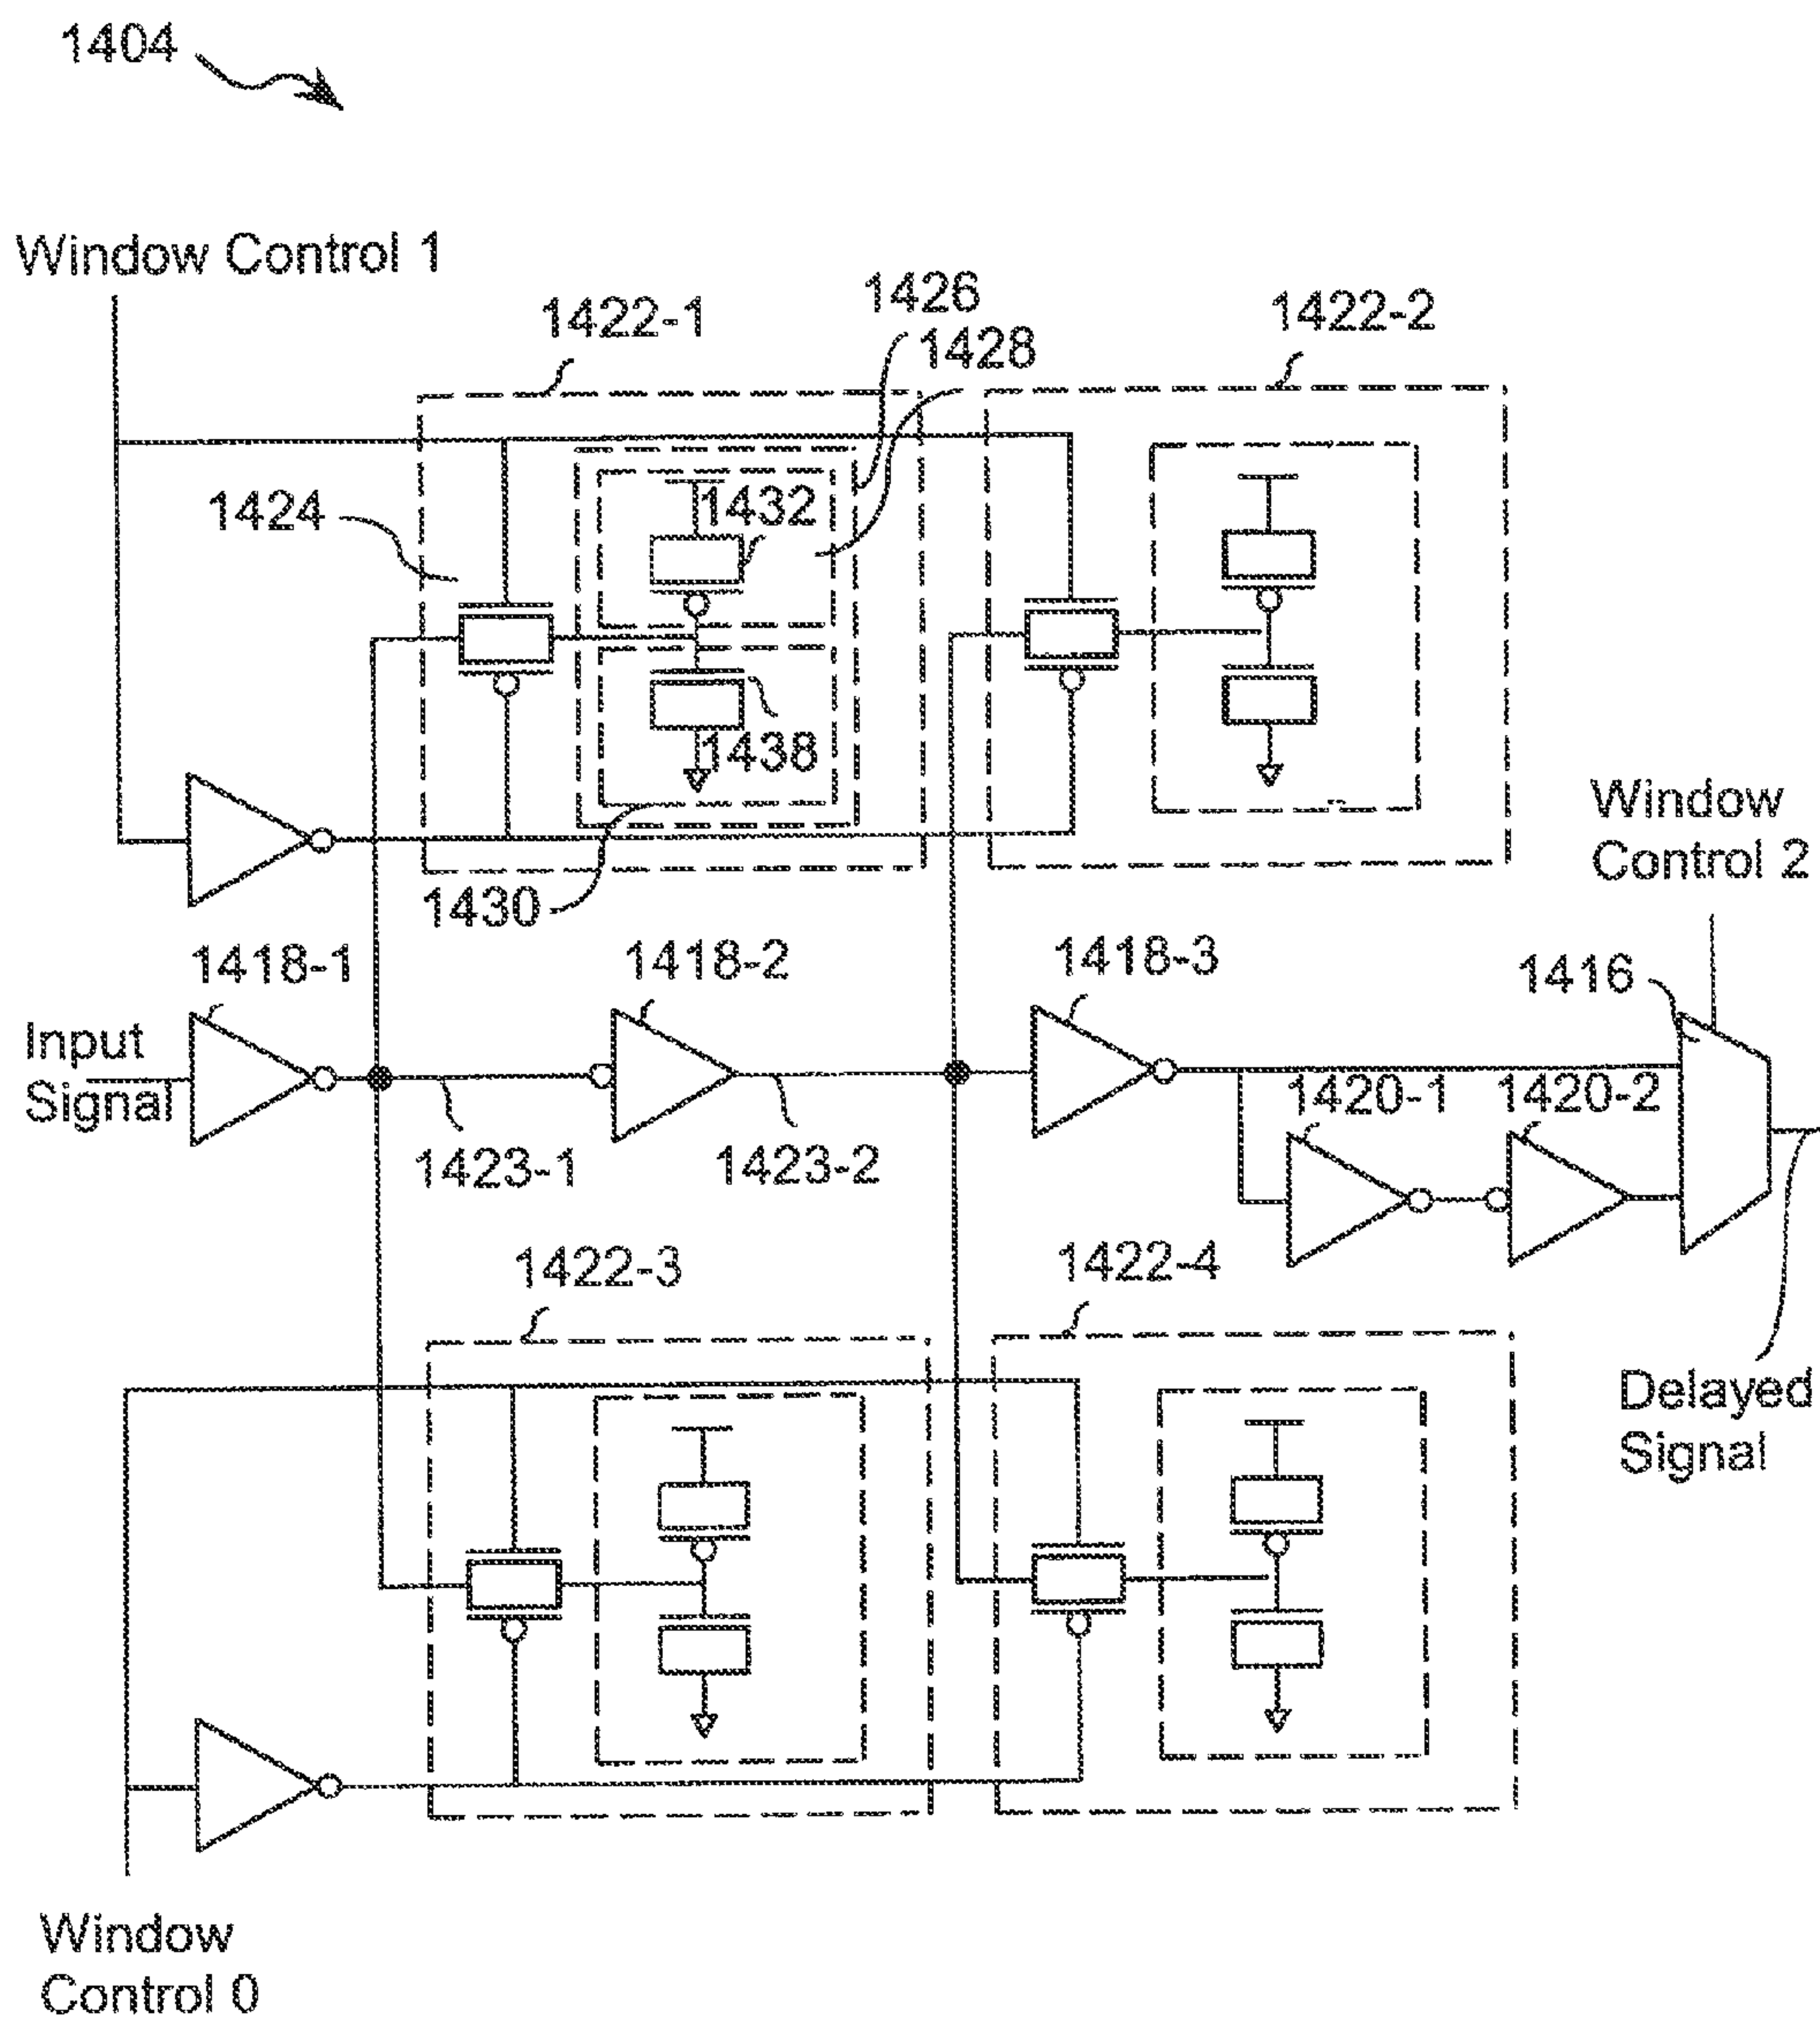 1404
Window Control 1
1422-1
1426
1428
1422-2
1424
1432
1438
1430
Window
Control 2
1418-1
1418-2
1418-3
1416
Input
Signal
1423-1
1423-2
1420-1
1420-2
1422-3
1422-4
Delayed
Signal
Window
Control 0